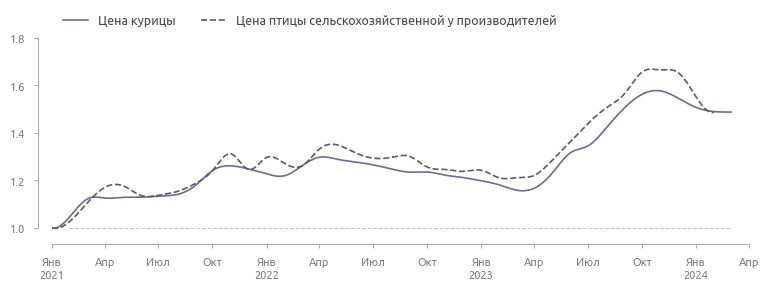 Цена курицы Цена птицы сельскохозяйственной у производителей
1.8
1.6
1.4
1.2
1.0
Янв Апр Июл Окт Янв Апр Июл Окт Янв Апр Июл Окт Янв Апр
2021 2022 2023 2024